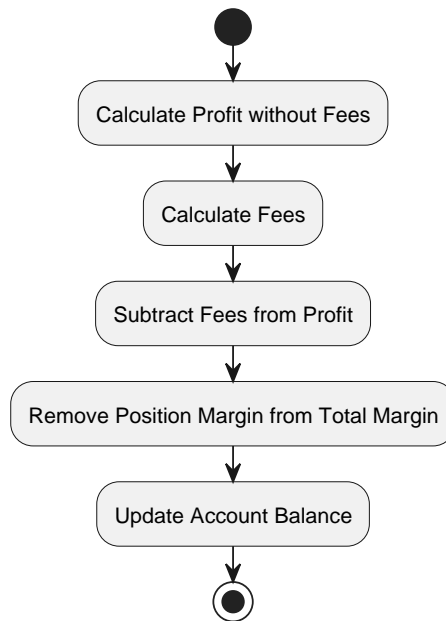 Calculate Profit without Fees
Calculate Fees
Subtract Fees from Profit
Remove Position Margin from Total Margin
Update Account Balance